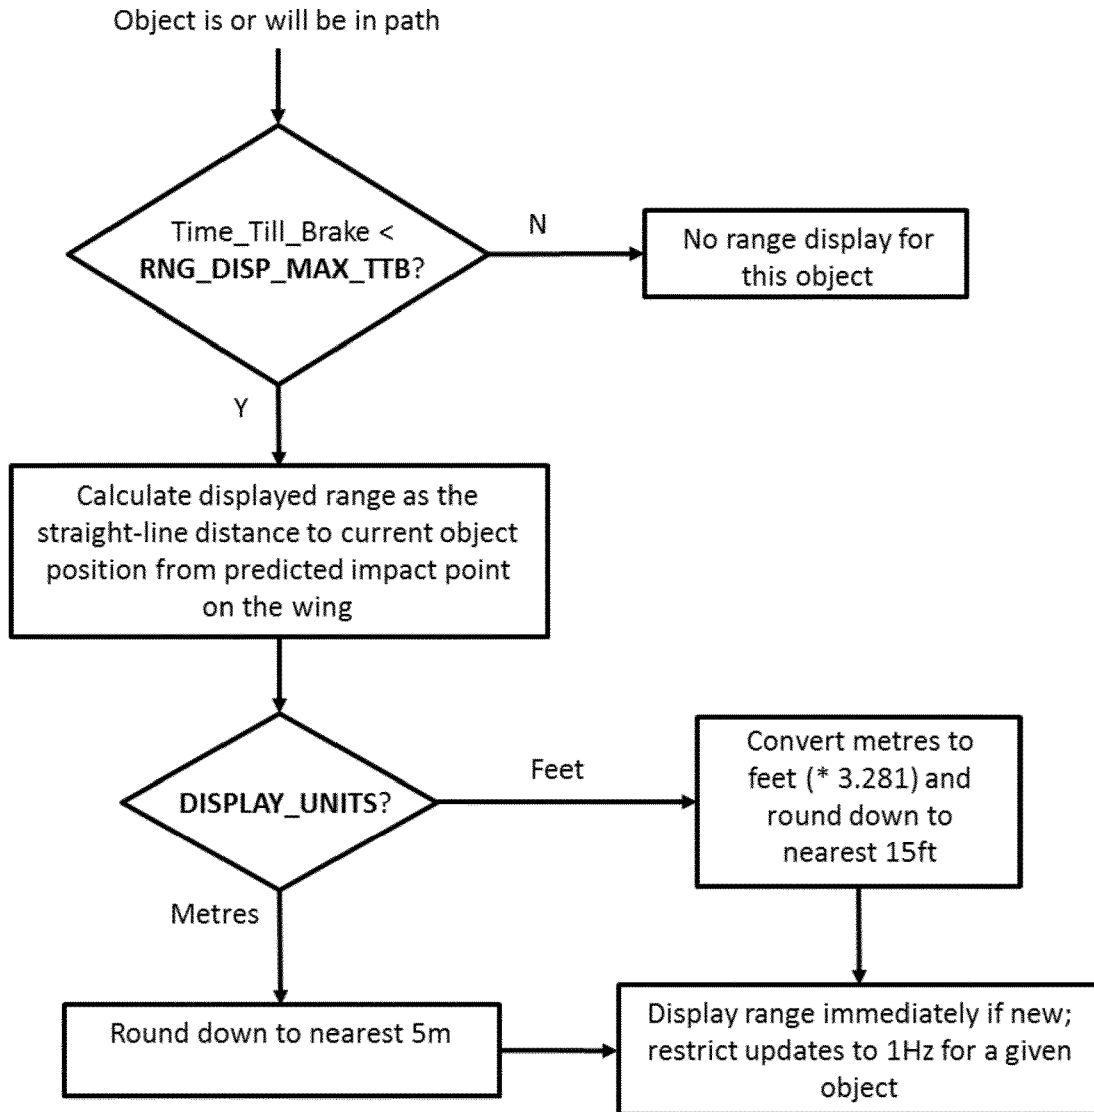 Object is or will be in path
Time_Till_Brake <
RNG_DISP_MAX_TTB?
N
No range display for
this object
Y
Calculate displayed range as the
straight-line distance to current object
position from predicted impact point
on the wing
DISPLAY_UNITS?
Feet
Convert metres to
feet (* 3.281) and
round down to
nearest 15ft
Metres
Round down to nearest 5m
Display range immediately if new;
restrict updates to 1Hz for a given
object